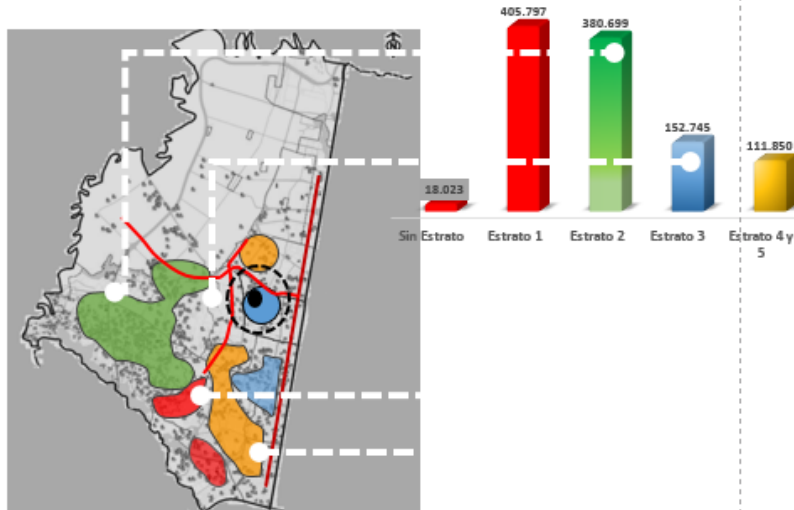 405.797
380.699
152.745
111.850
18.023
Sin Estrato
Estrato 1
Estrato 2
Estrato 3
Estrato 4 y
5